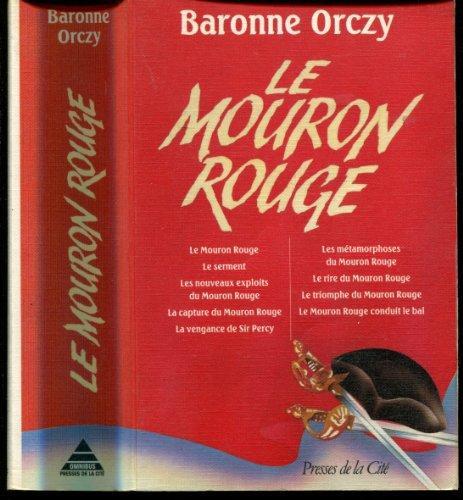 Baronne
Orczy
LE MOURON ROUGE
OMNIBUS
PRESSES DE LA CITÉ
Baronne Orczy
LE
MOURON
ROUGE
Le Mouron Rouge
Le serment
Les nouveaux exploits
du Mouron Rouge
La capture du Mouron Rouge
La vengance de Sir Percy
Les métamorphoses
du Mouron Rouge
Le rire du Mouron Rouge
Le triomphe du Mouron Rouge
Le Mouron Rouge conduit le bal
Presses de la Cité